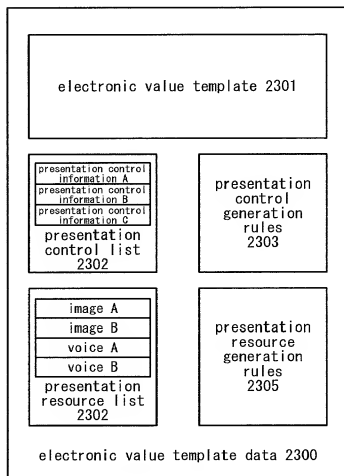 electronic value template 2301
presentation control
information A
presentation control
information B
presentation control
information C
presentation
control list
2302
presentation
control
generation
rules
2303
image A
image B
voice A
voice B
presentation
resource list
2302
presentation
resource
generation
rules
2305
electronic value template data 2300